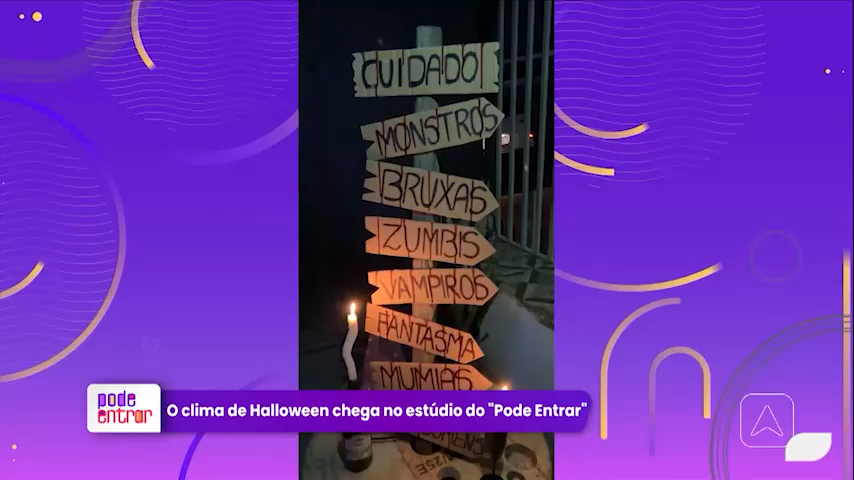 CUIDADO!
MONSTROS
BRUXAS
ZUMBIS
VAMPIROS
FANTASMA
MUMIAS
pode
entrar
O clima de Halloween chega no estúdio do "Pode Entrar"